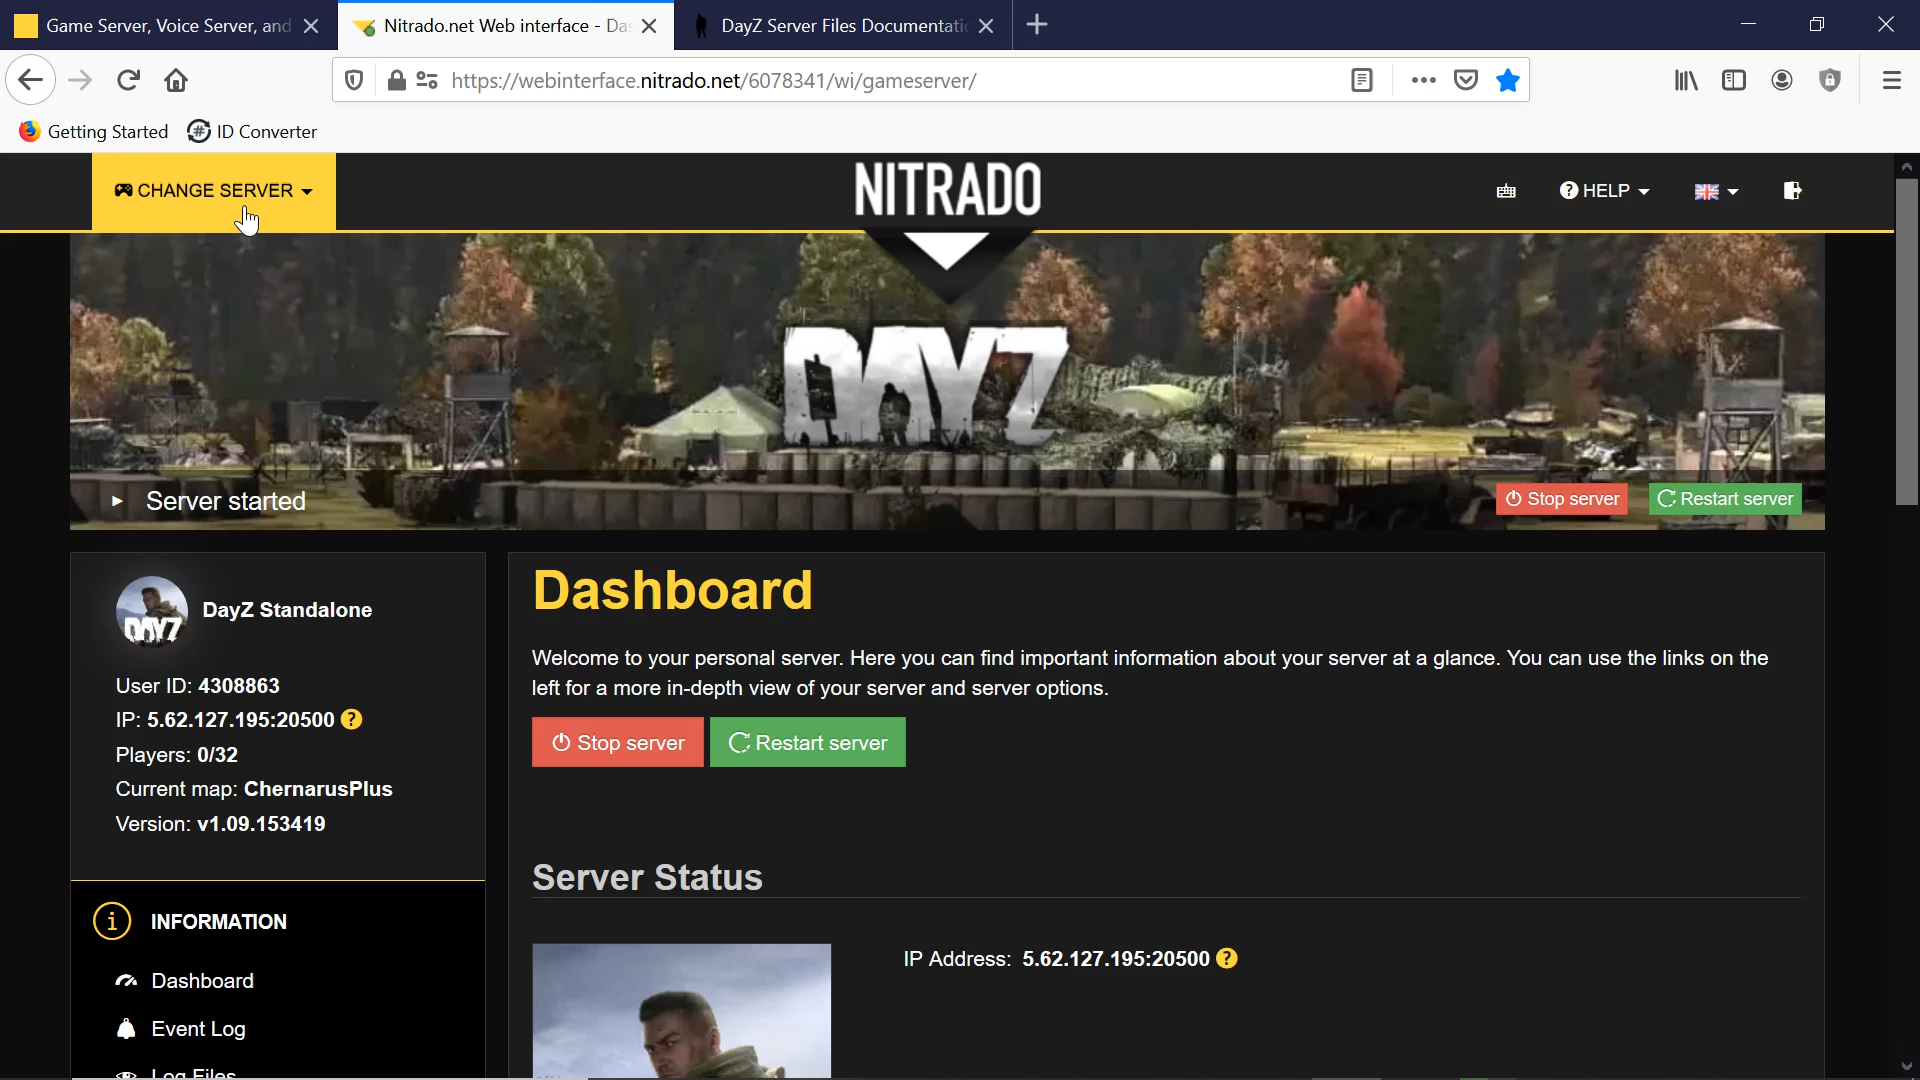 Game Server, Voice Server, and
Nitrado.net Web interface - Das
DayZ Server Files Documentatio
https://webinterface.nitrado.net/6078341/wi/gameserver/
Getting Started
ID Converter
CHANGE SERVER
NITRADO
HELP
DAYZ
Server started
Stop server
Restart server
DAYZ
DayZ Standalone
User ID: 4308863
IP: 5.62.127.195:20500 ?
Players: 0/32
Current map: ChernarusPlus
Version: v1.09.153419
INFORMATION
Dashboard
Event Log
Log Files
Dashboard
Welcome to your personal server. Here you can find important information about your server at a glance. You can use the links on the
left for a more in-depth view of your server and server options.
Stop server
Restart server
Server Status
IP Address: 5.62.127.195:20500 ?